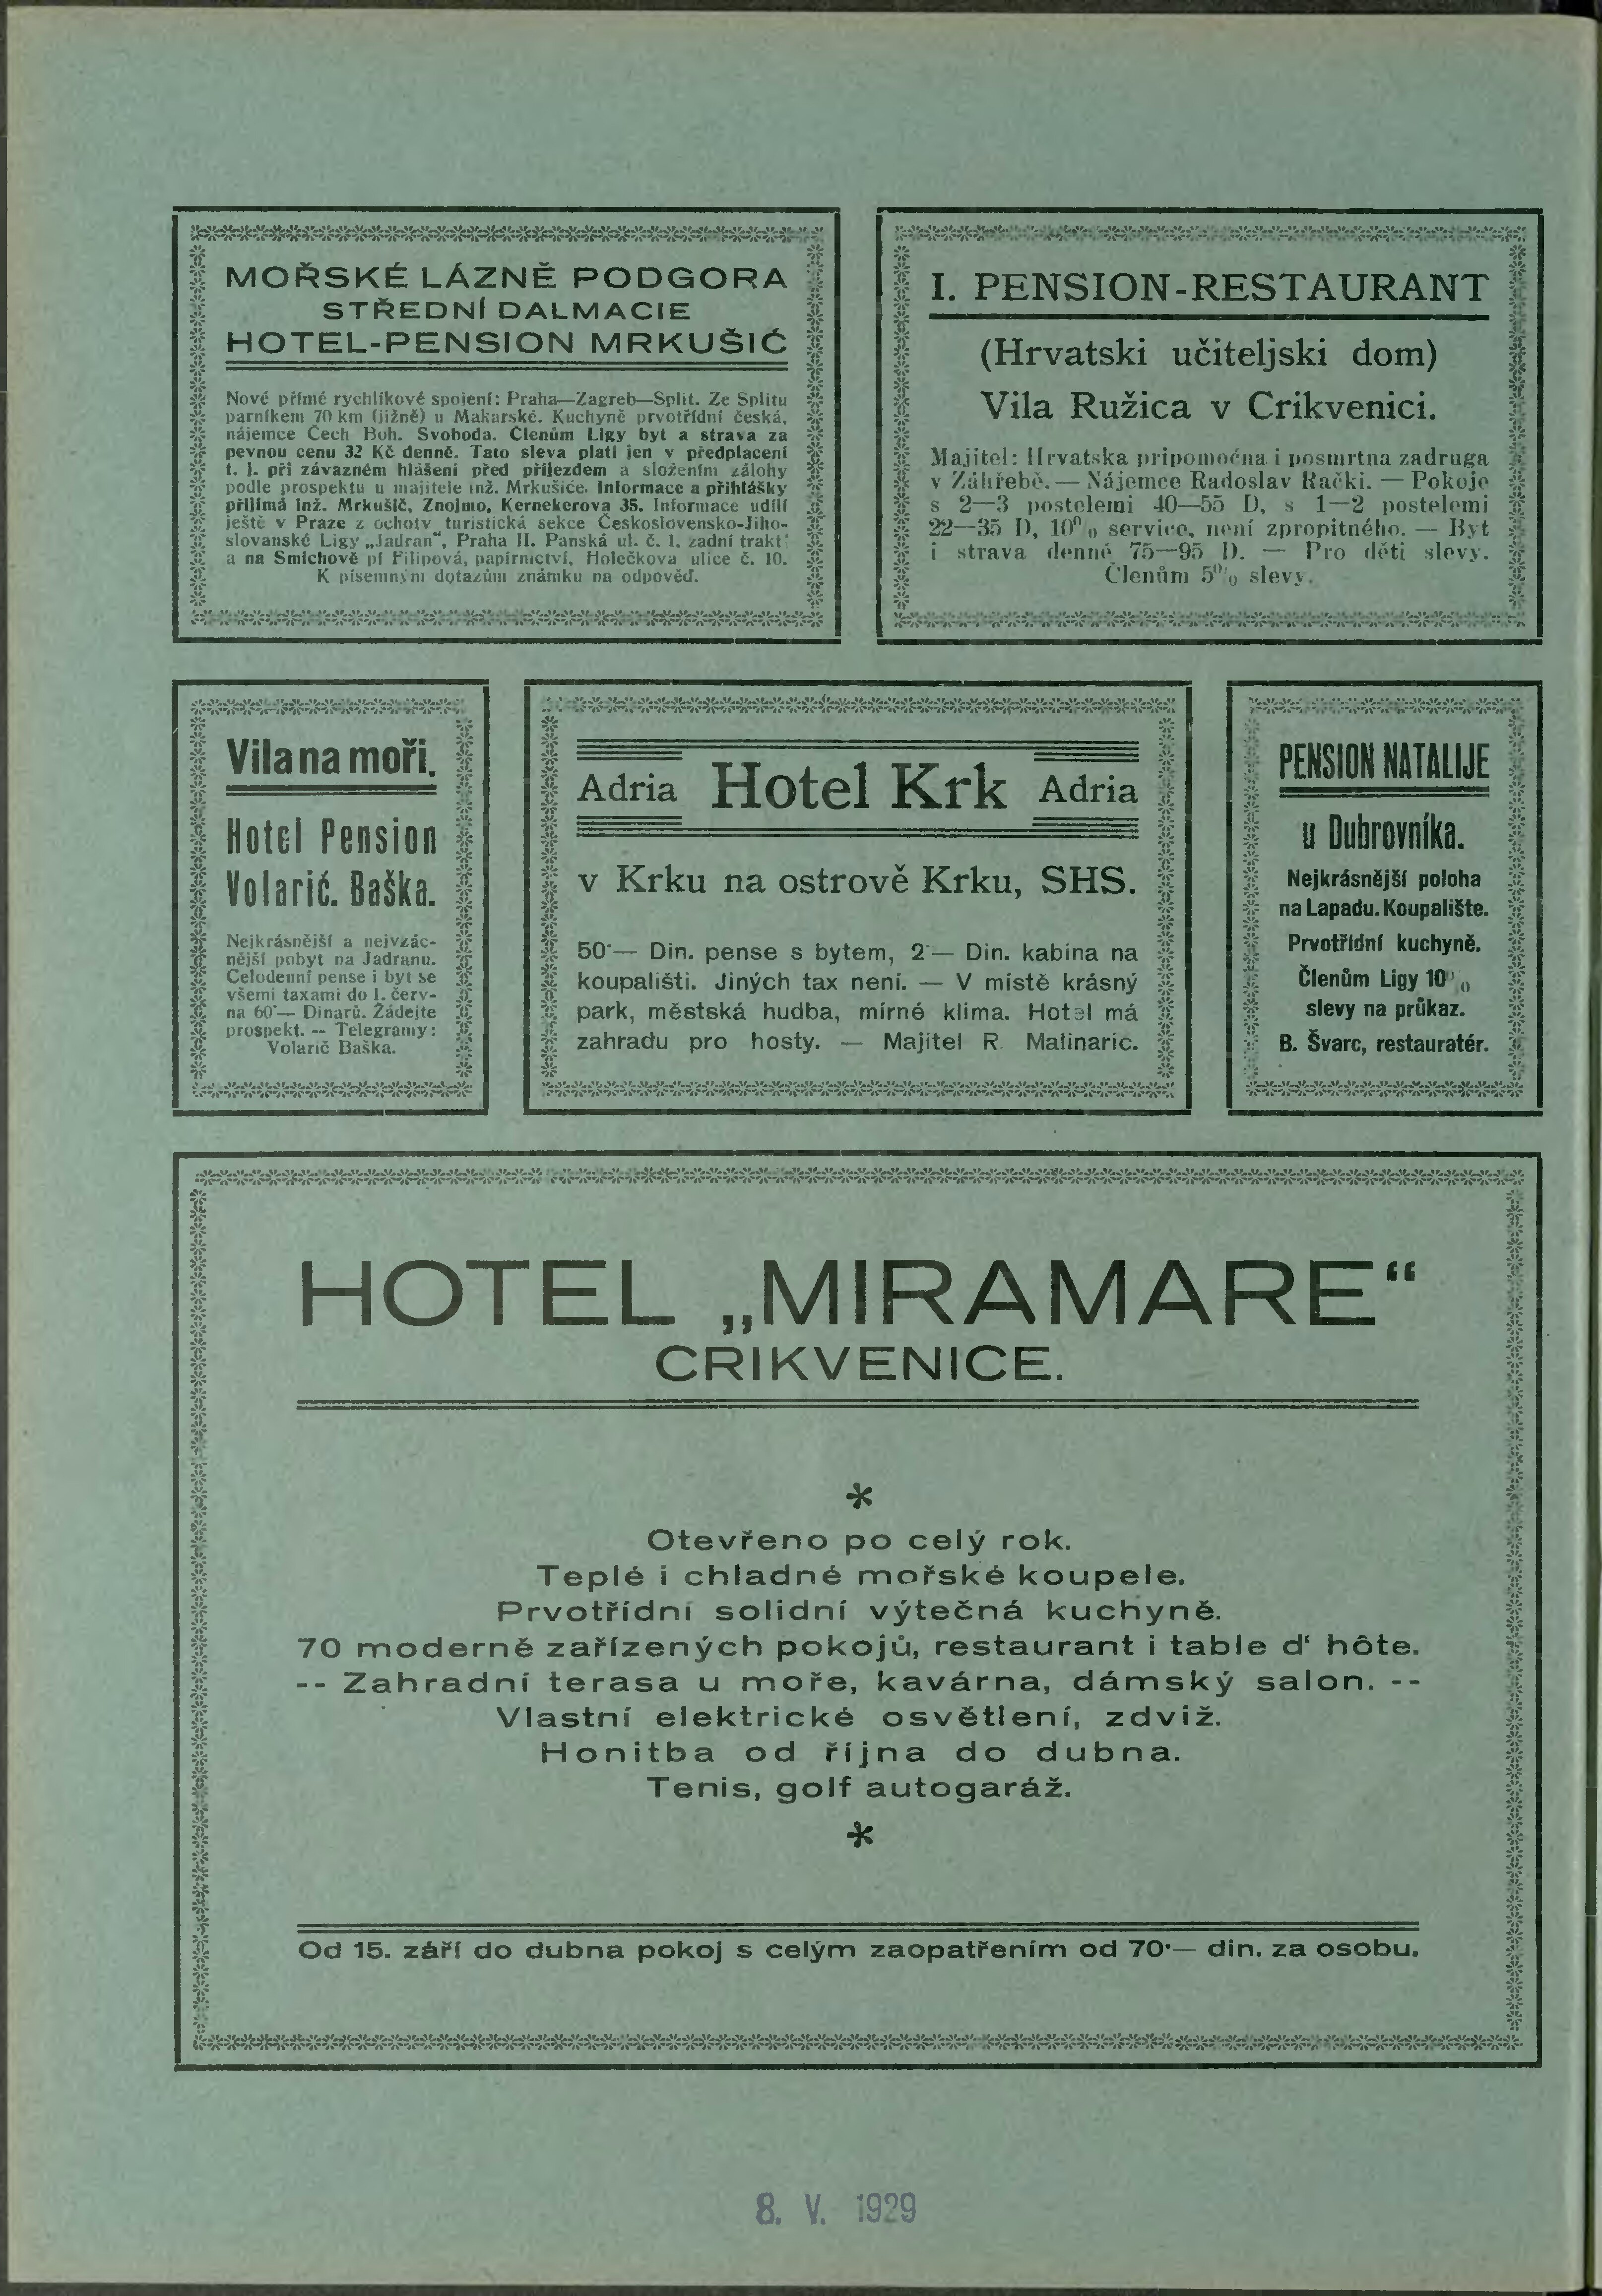 MOŘSKÉ LÁZNĚ PODGORA
STŘEDNÍ DALMACIE
HOTEL-PENSION MRKUŠIĆ
Nové přímé rychlíkové spojení: Praha—Zagreb—Split. Ze Splitu
parníkem 70 km (jižně) u Makarské. Kuchyně prvotřídní česká,
nájemce Čech Boh. Svoboda. Členům Ligy byt a strava za
pevnou cenu 32 Kč denně. Tato sleva platí jen v předplacení
t. j. při závazném hlášení před příjezdem a složením zálohy
podle prospektu u majitele inž. Mrkušiče. Informace a přihlášky
přijímá Inž. Mrkušič, Znojmo, Kernekerova 35. Informace udílí
ještě v Praze z ochoty turistická sekce Československo-Jiho-
slovanské Ligy „Jadran“, Praha II. Panská ul. č. 1. zadní trakt
a na Smíchově pí Filipová, papírnictví, Holečkova ulice č. 10.
K písemným dotazům známku na odpověď.
I. PENSION-RESTAURANT
(Hrvatski učiteljski dom)
Vila Ružica v Crikvenici.
Majitel: Hrvatska pripomoćna i posmrtna zadruga
v Záhřebě. — Nájemce Radoslav Rački. — Pokoje
s 2—3 postelemi 40—55 D, s 1—2 postelemi
22—35 D, 10% service, není zpropitného. — Byt
i strava denně 75—95 D. — Pro děti slevy.
Členům 5% slevy.
Vila na moři.
Hotel Pension
Volarić. Baška.
Nejkrásnější a nejvzác-
nější pobyt na Jadranu.
Celodenní pense i byt se
všemi taxami do 1. červ-
na 60·— Dinarů. Žádejte
prospekt. -- Telegramy:
Volarič Baška.
Adria Hotel Krk Adria
v Krku na ostrově Krku, SHS.
50·— Din. pense s bytem, 2·— Din. kabina na
koupališti. Jiných tax není. — V místě krásný
park, městská hudba, mírné klima. Hotel má
zahradu pro hosty. — Majitel R. Malinaric.
PENSION NATALIJE
u Dubrovníka.
Nejkrásnější poloha
na Lapadu. Koupalište.
Prvotřídní kuchyně.
Členům Ligy 10%
slevy na průkaz.
B. Švarc, restauratér.
HOTEL „MIRAMARE“
CRIKVENICE.
*
Otevřeno po celý rok.
Teplé i chladné mořské koupele.
Prvotřídní solidní výtečná kuchyně.
70 moderně zařízených pokojů, restaurant i table d‘ hôte.
-- Zahradní terasa u moře, kavárna, dámský salon. --
Vlastní elektrické osvětlení, zdviž.
Honitba od října do dubna.
Tenis, golf autogaráž.
*
Od 15. září do dubna pokoj s celým zaopatřením od 70·— din. za osobu.
8. V. 1929